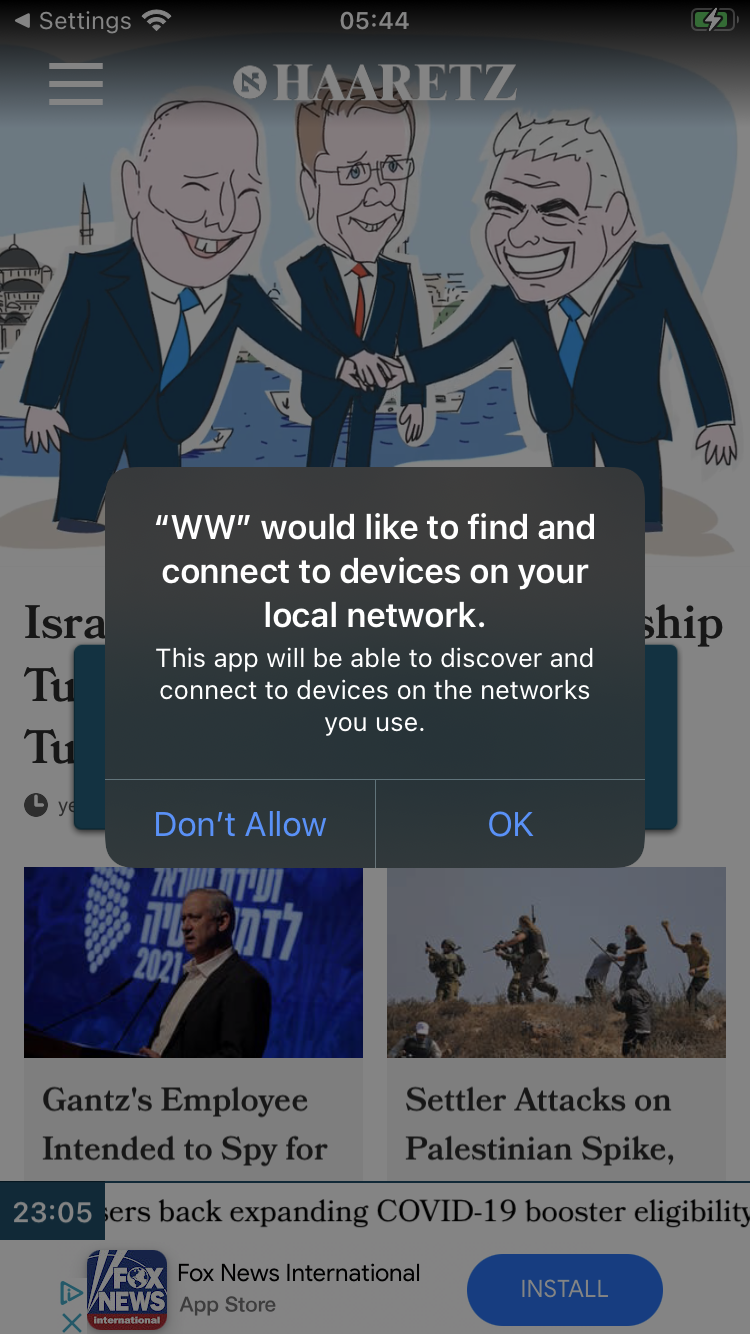 Settings
05:44
HAARETZ
“WW” would like to find and
connect to devices on your
local network.
This app will be able to discover and
connect to devices on the networks
you use.
Don’t Allow
OK
Isra
ship
Tu
Tu
ye
ועידת ישראל
2021
Gantz's Employee
Intended to Spy for
Settler Attacks on
Palestinian Spike,
23:05
sers back expanding COVID-19 booster eligibility
FOX
NEWS
international
Fox News International
App Store
INSTALL